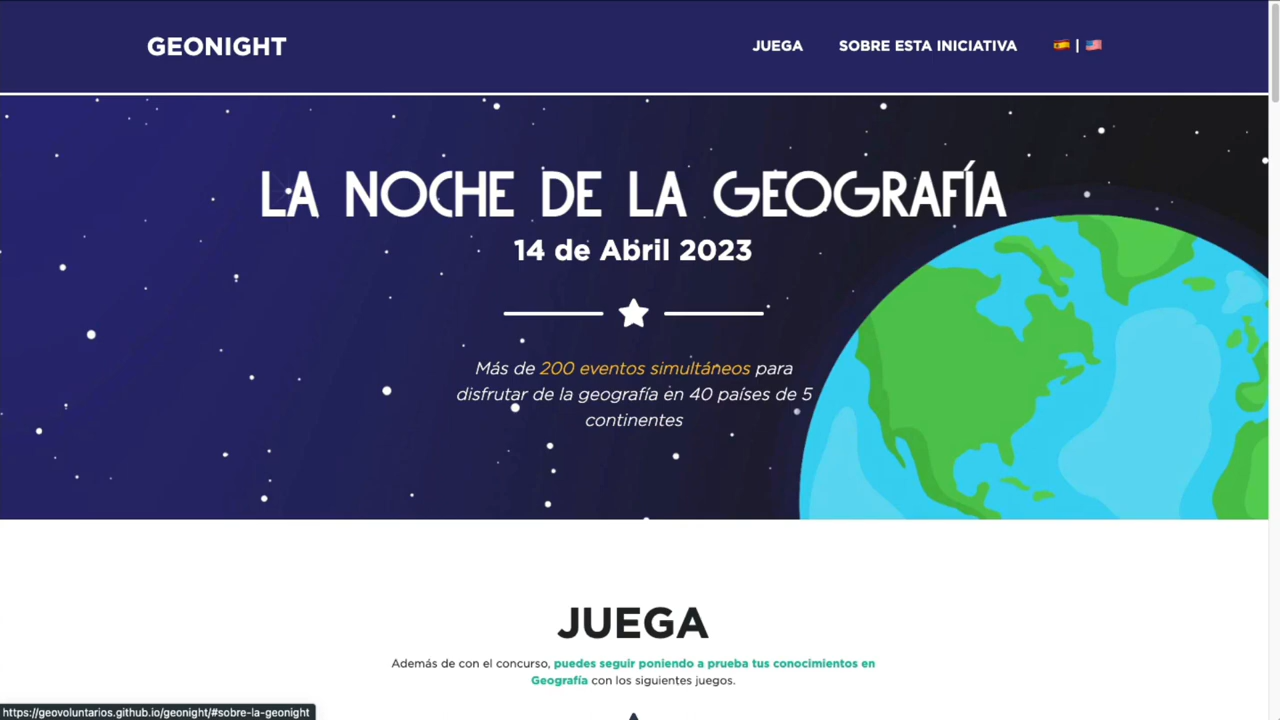 GEONIGHT
JUEGA
SOBRE ESTA INICIATIVA
|
LA NOCHE DE LA GEOGRAFÍA
14 de Abril 2023
Más de 200 eventos simultáneos para
disfrutar de la geografía en 40 países de 5
continentes
JUEGA
Además de con el concurso, puedes seguir poniendo a prueba tus conocimientos en
Geografía con los siguientes juegos.
https://geovoluntarios.github.io/geonight/#sobre-la-geonight